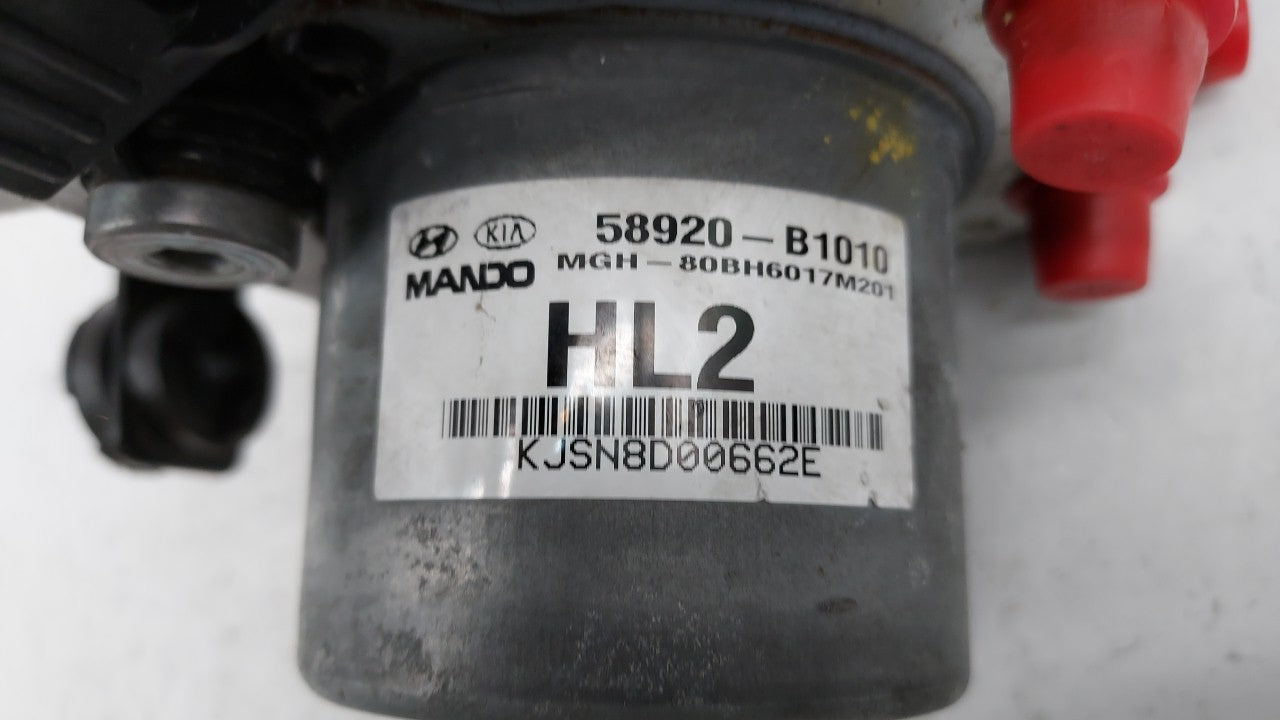 KIA 58920-B1010
MANDO MGH-80BH6017M201
HL2
KJSN8D00662E